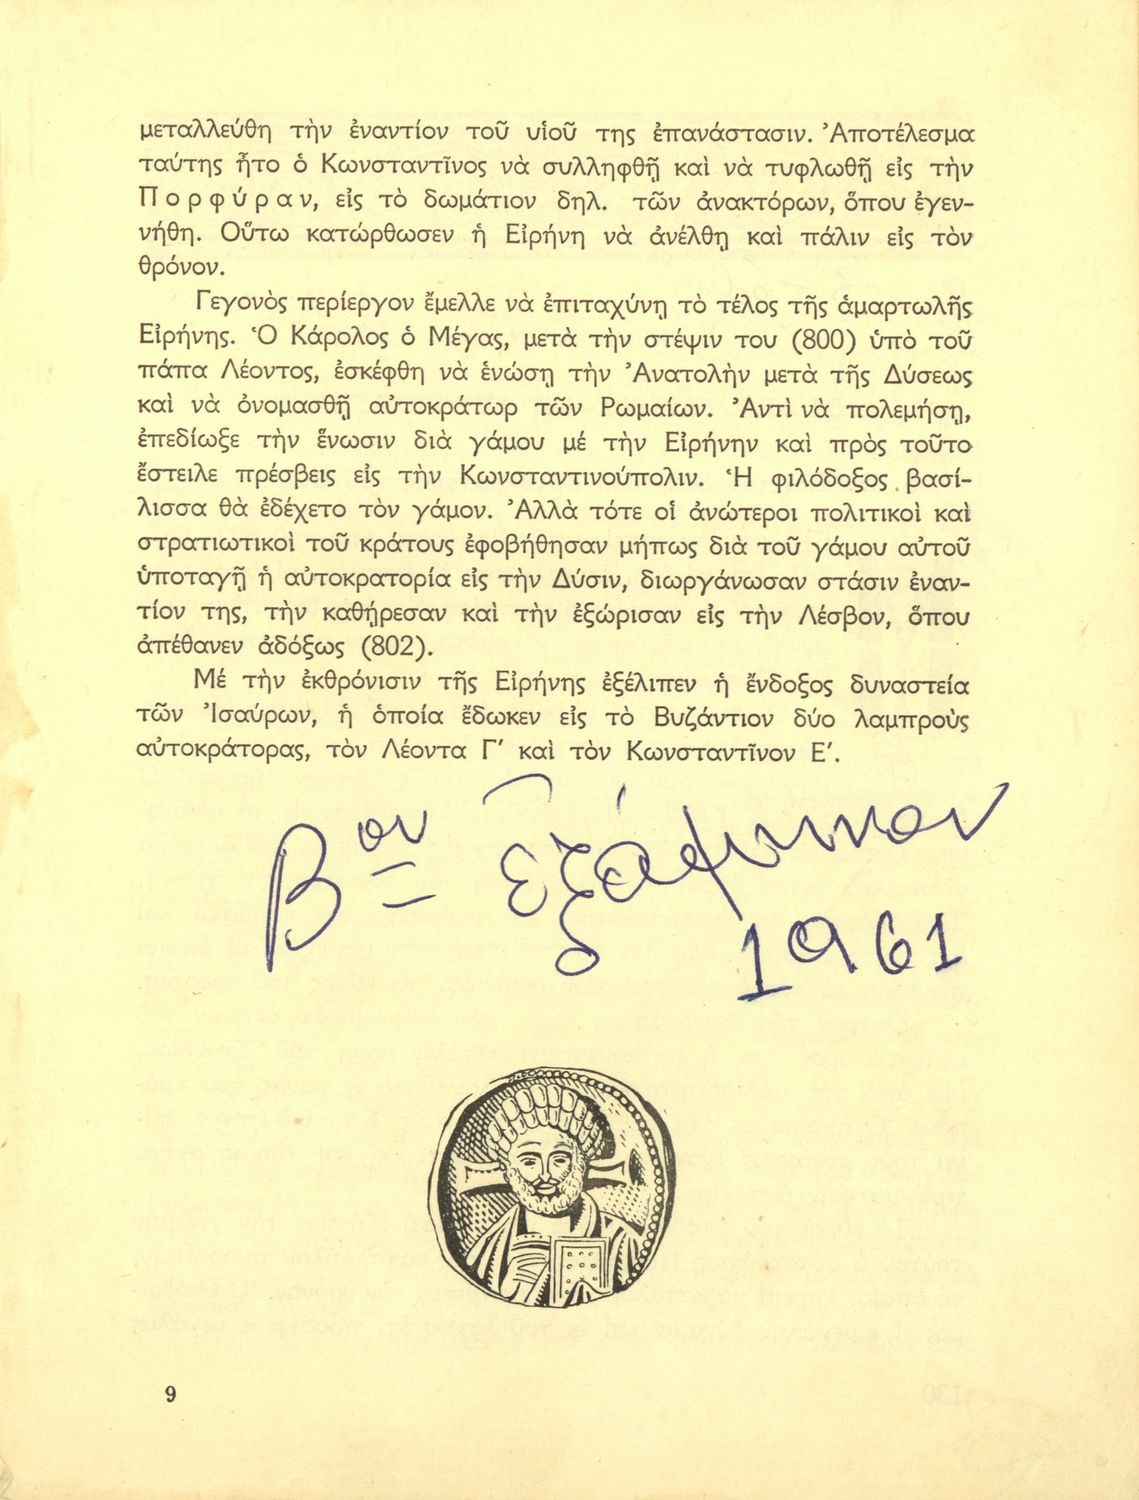 μεταλλεύθη τὴν ἐναντίον τοῦ υἱοῦ της ἐπανάστασιν. Ἀποτέλεσμα
ταύτης ἦτο ὁ Κωνσταντῖνος νὰ συλληφθῇ καὶ νὰ τυφλωθῇ εἰς τὴν
Πορφύραν, εἰς τὸ δωμάτιον δηλ. τῶν ἀνακτόρων, ὅπου ἐγεν-
νήθη. Οὕτω κατώρθωσεν ἡ Εἰρήνη νὰ ἀνέλθῃ καὶ πάλιν εἰς τὸν
θρόνον.
Γεγονὸς περίεργον ἔμελλε νὰ ἐπιταχύνῃ τὸ τέλος τῆς ἁμαρτωλῆς
Εἰρήνης. Ὁ Κάρολος ὁ Μέγας, μετὰ τὴν στέψιν του (800) ὑπὸ τοῦ
πάπα Λέοντος, ἐσκέφθη νὰ ἑνώσῃ τὴν Ἀνατολὴν μετὰ τῆς Δύσεως
καὶ νὰ ὀνομασθῇ αὐτοκράτωρ τῶν Ρωμαίων. Ἀντὶ νὰ πολεμήσῃ,
ἐπεδίωξε τὴν ἕνωσιν διὰ γάμου μέ τὴν Εἰρήνην καὶ πρὸς τοῦτο
ἔστειλε πρέσβεις εἰς τὴν Κωνσταντινούπολιν. Ἡ φιλόδοξος βασί-
λισσα θὰ ἐδέχετο τὸν γάμον. Ἀλλὰ τότε οἱ ἀνώτεροι πολιτικοὶ καὶ
στρατιωτικοὶ τοῦ κράτους ἐφοβήθησαν μήπως διὰ τοῦ γάμου αὐτοῦ
ὑποταγῇ ἡ αὐτοκρατορία εἰς τὴν Δύσιν, διωργάνωσαν στάσιν ἐναν-
τίον της, τὴν καθῄρεσαν καὶ τὴν ἐξώρισαν εἰς τὴν Λέσβον, ὅπου
ἀπέθανεν ἀδόξως (802).
Μέ τὴν ἐκθρόνισιν τῆς Εἰρήνης ἐξέλιπεν ἡ ἔνδοξος δυναστεία
τῶν Ἰσαύρων, ἡ ὁποία ἔδωκεν εἰς τὸ Βυζάντιον δύο λαμπροὺς
αὐτοκράτορας, τὸν Λέοντα Γ′ καὶ τὸν Κωνσταντῖνον Ε′.
Βον Ἑξάμηνον
1961
9